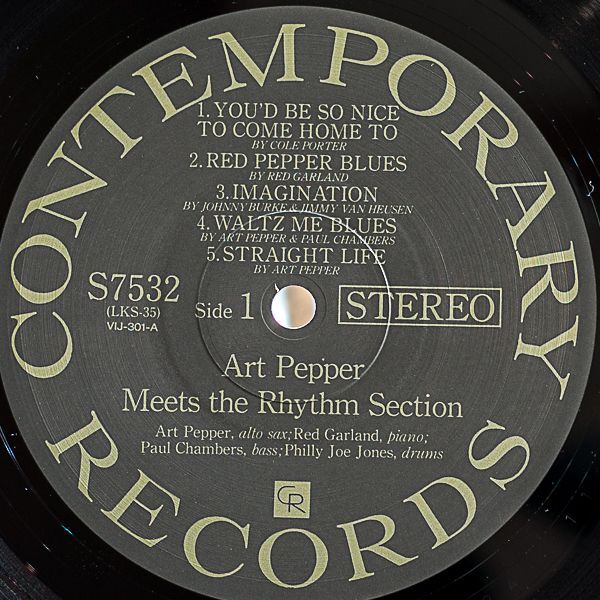 CONTEMPORARY
1. YOU'D BE SO NICE
TO COME HOME TO
BY COLE PORTER
2. RED PEPPER BLUES
BY RED GARLAND
3. IMAGINATION
BY JOHNNY BURKE & JIMMY VAN HEUSEN
4. WALTZ ME BLUES
BY ART PEPPER & PAUL CHAMBERS
5. STRAIGHT LIFE
BY ART PEPPER
S7532
(LKS-35)
VIJ-301-A
Side 1
STEREO
Art Pepper
Meets the Rhythm Section
Art Pepper, alto sax; Red Garland, piano;
Paul Chambers, bass; Philly Joe Jones, drums
CR
RECORDS